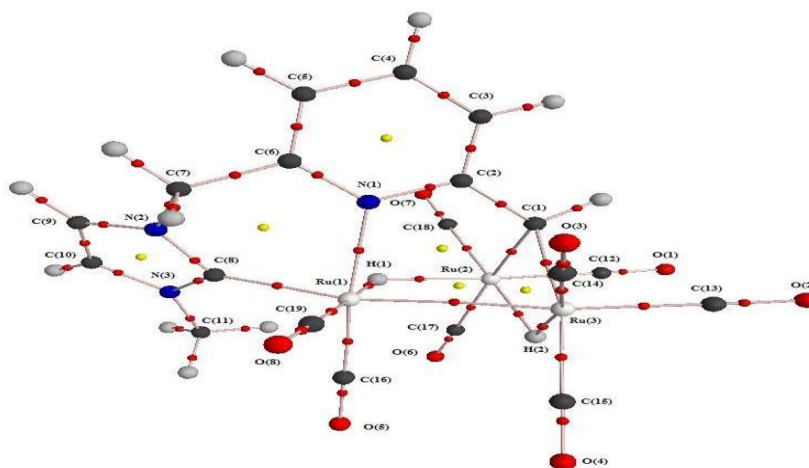 C(4)
C(5)
C(3)
C(6)
C(2)
C(7)
N(1)
C(1)
O(7)
C(9)
N(2)
C(18)
O(3)
C(10)
C(8)
H(1)
Ru(2)
C(12)
O(1)
N(3)
Ru(1)
C(14)
C(13)
O(2
C(19)
C(17)
Ru(3)
C(11)
H(2)
O(8)
O(6)
C(16)
C(15)
O(5)
O(4)